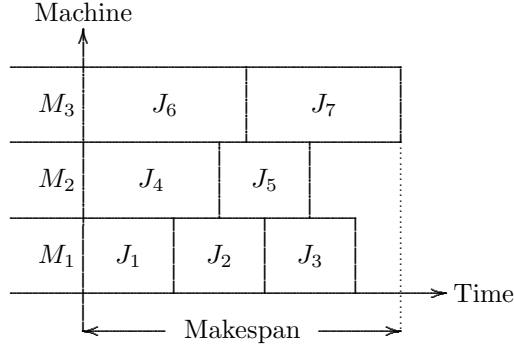 Machine
M₃ J₆ J₇
M₂ J₄ J₅
M₁ J₁ J₂ J₃
Time
Makespan